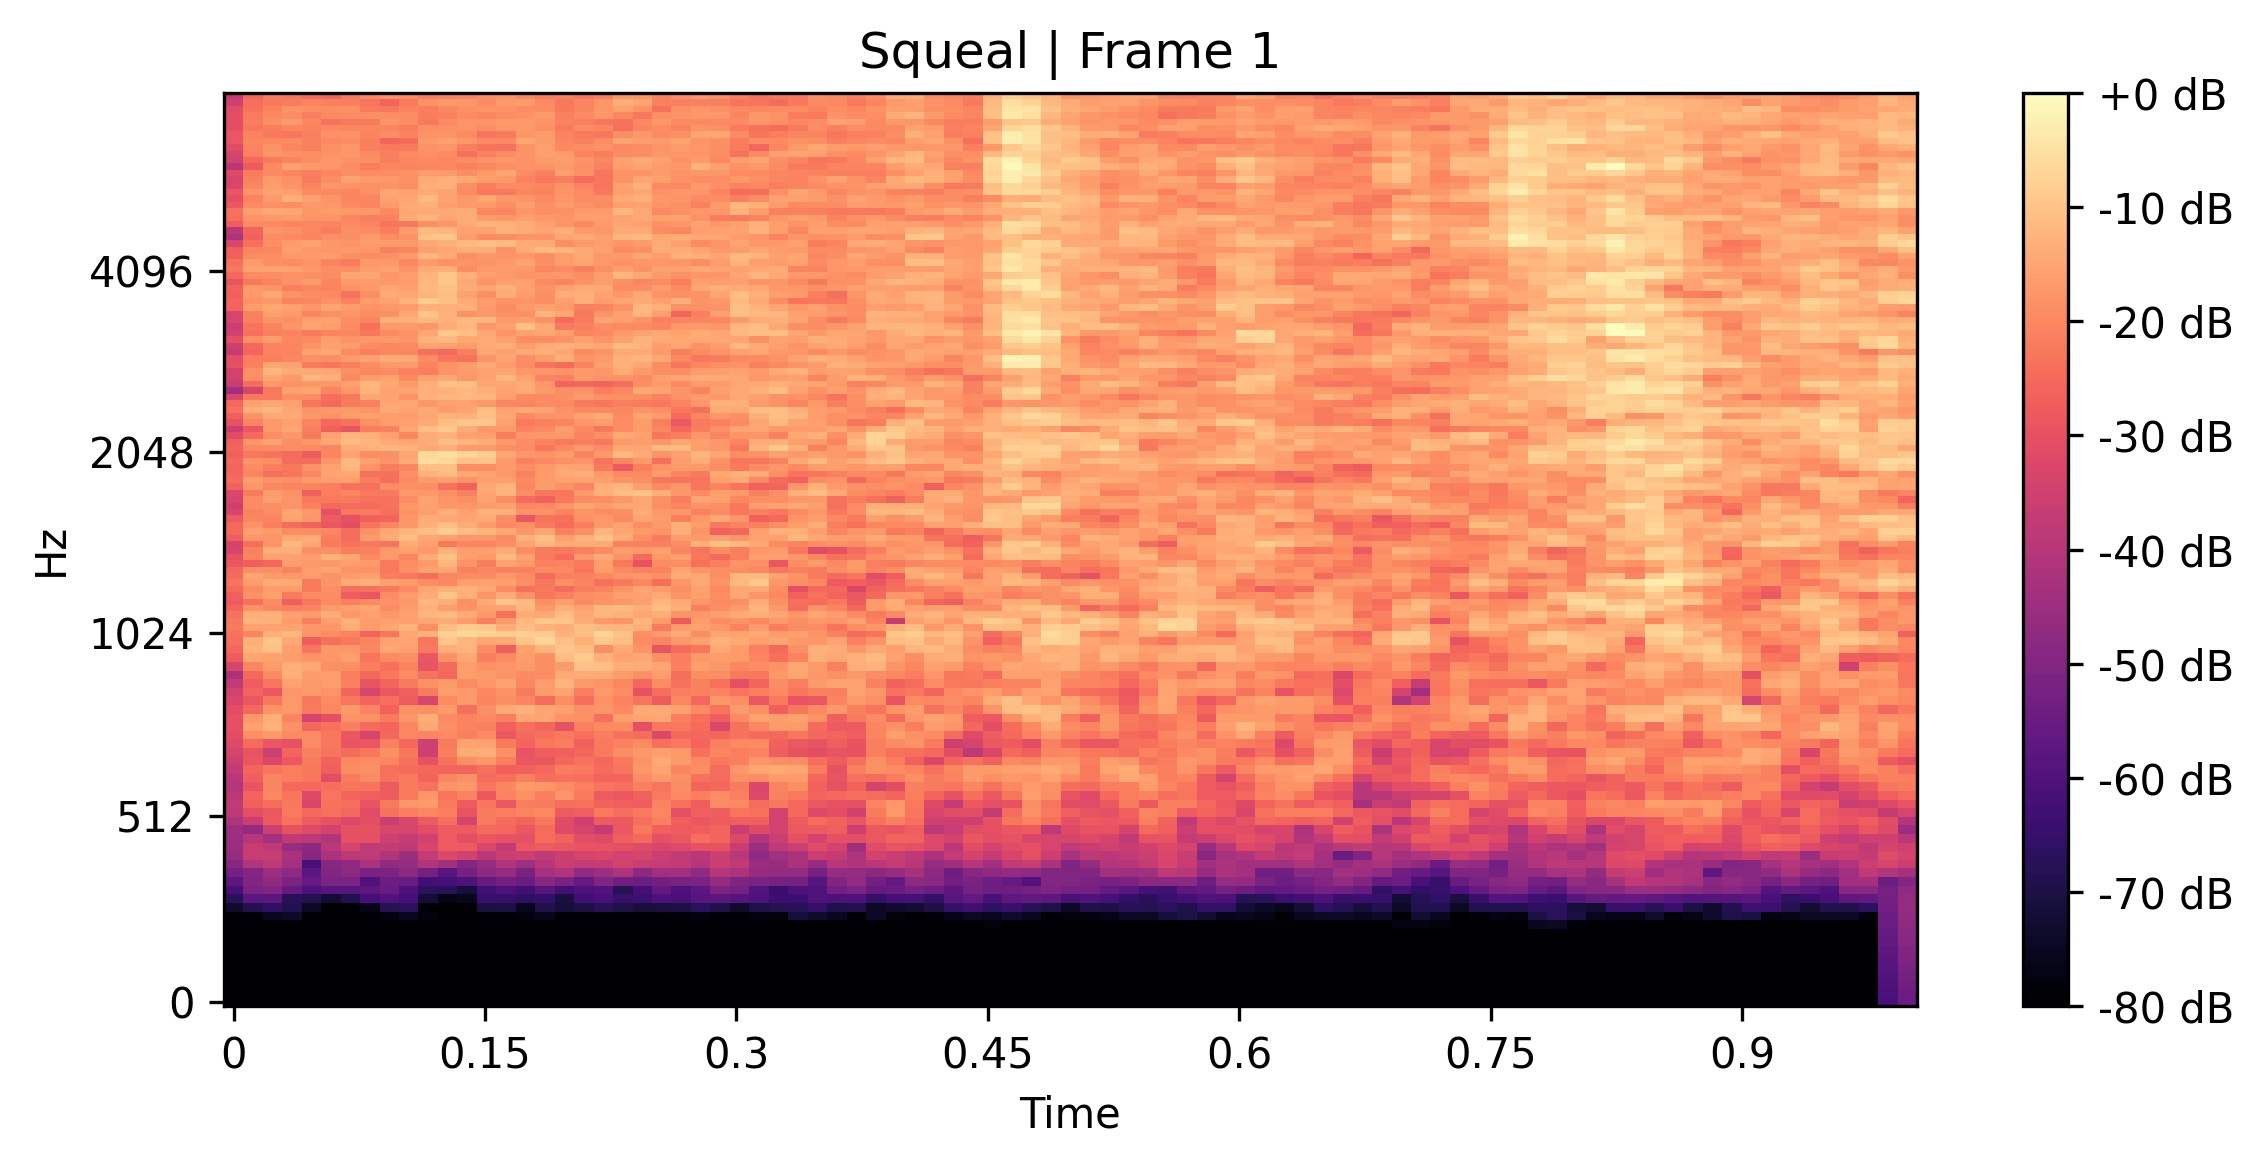 Squeal | Frame 1
+0 dB
-10 dB
-20 dB
-30 dB
-40 dB
-50 dB
-60 dB
-70 dB
-80 dB
Hz
4096
2048
1024
512
0
0 0.15 0.3 0.45 0.6 0.75 0.9
Time